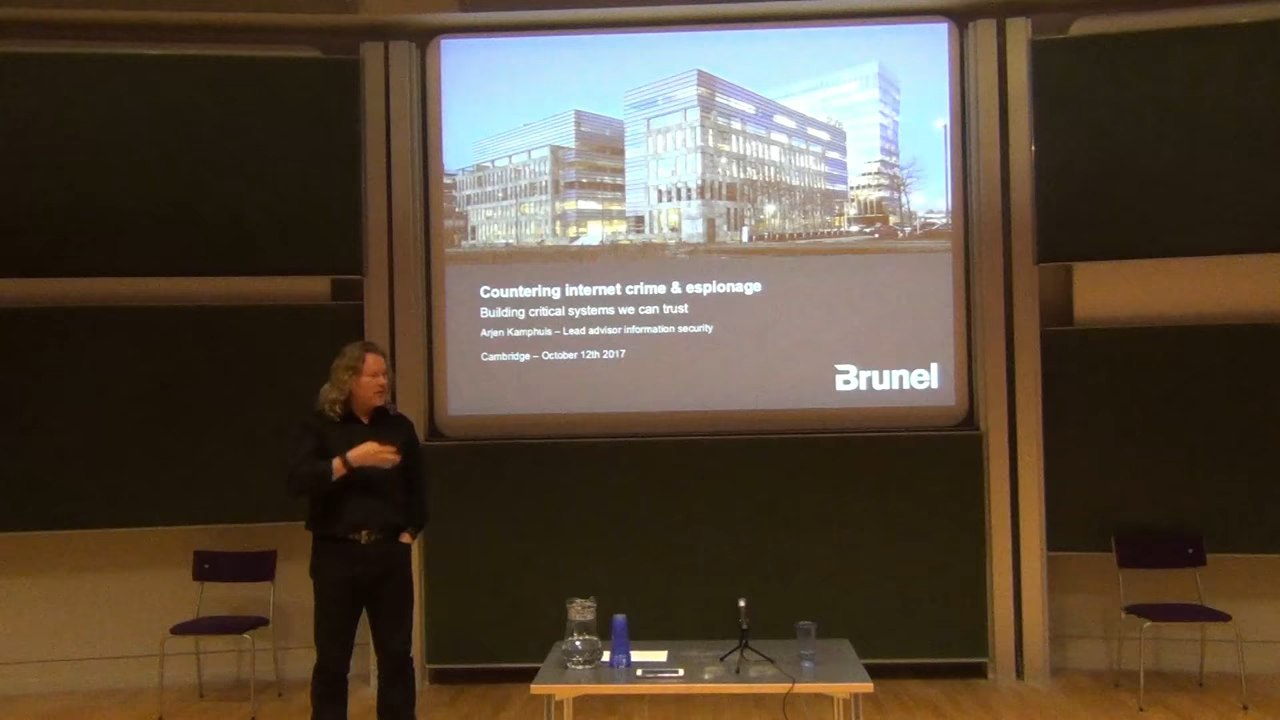 Countering internet crime & espionage
Building critical systems we can trust
Arjen Kamphuis – Lead advisor information security
Cambridge – October 12th 2017
Brunel